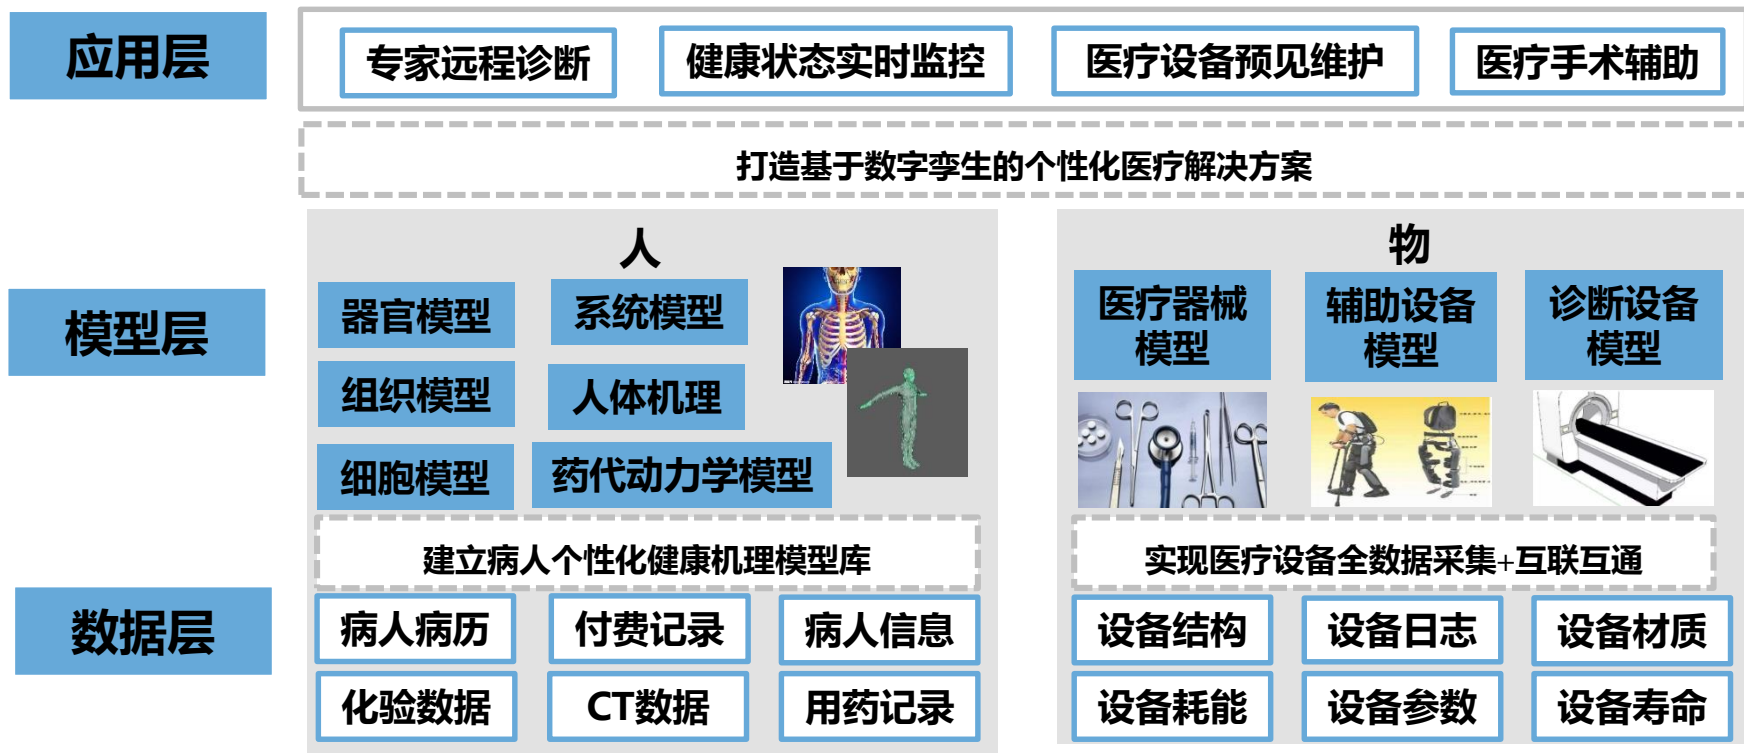 应用层
专家远程诊断
健康状态实时监控
医疗设备预见维护
医疗手术辅助
打造基于数字孪生的个性化医疗解决方案
模型层
人
器官模型
系统模型
组织模型
人体机理
细胞模型
药代动力学模型
物
医疗器械
模型
辅助设备
模型
诊断设备
模型
建立病人个性化健康机理模型库
实现医疗设备全数据采集+互联互通
数据层
病人病历
付费记录
病人信息
设备结构
设备日志
设备材质
化验数据
CT数据
用药记录
设备耗能
设备参数
设备寿命